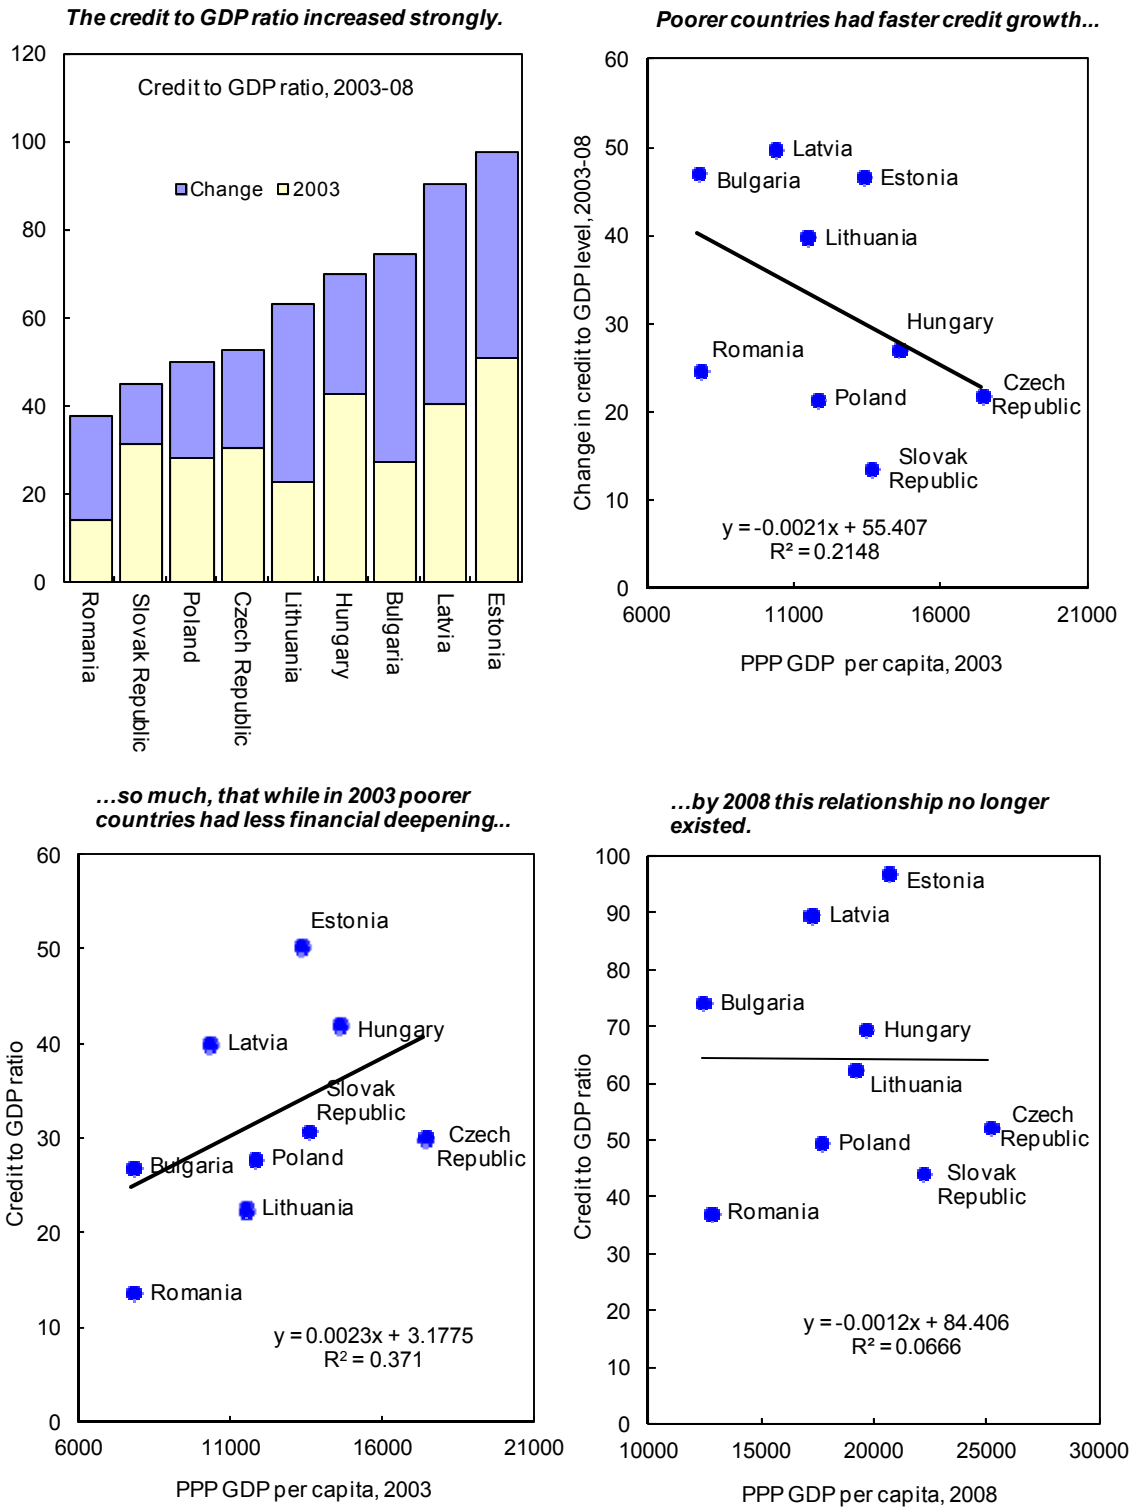 The credit to GDP ratio increased strongly.
120
100
80
60
40
20
0
Credit to GDP ratio, 2003-08
Change
2003
Romania
Slovak Republic
Poland
Czech Republic
Lithuania
Hungary
Bulgaria
Latvia
Estonia
Poorer countries had faster credit growth...
Change in credit to GDP level, 2003-08
60
50
40
30
20
10
0
Latvia
Bulgaria
Estonia
Lithuania
Hungary
Romania
Czech
Republic
Poland
Slovak
Republic
y = -0.0021x + 55.407
R² = 0.2148
6000
11000
16000
21000
PPP GDP per capita, 2003
...so much, that while in 2003 poorer
countries had less financial deepening...
Credit to GDP ratio
60
50
40
30
20
10
0
Estonia
Hungary
Latvia
Slovak
Republic
Czech
Republic
Poland
Bulgaria
Lithuania
Romania
y = 0.0023x + 3.1775
R² = 0.371
6000
11000
16000
21000
PPP GDP per capita, 2003
...by 2008 this relationship no longer
existed.
Credit to GDP ratio
100
90
80
70
60
50
40
30
20
10
0
Estonia
Latvia
Bulgaria
Hungary
Lithuania
Czech
Republic
Poland
Slovak
Republic
Romania
y = -0.0012x + 84.406
R² = 0.0666
10000
15000
20000
25000
30000
PPP GDP per capita, 2008